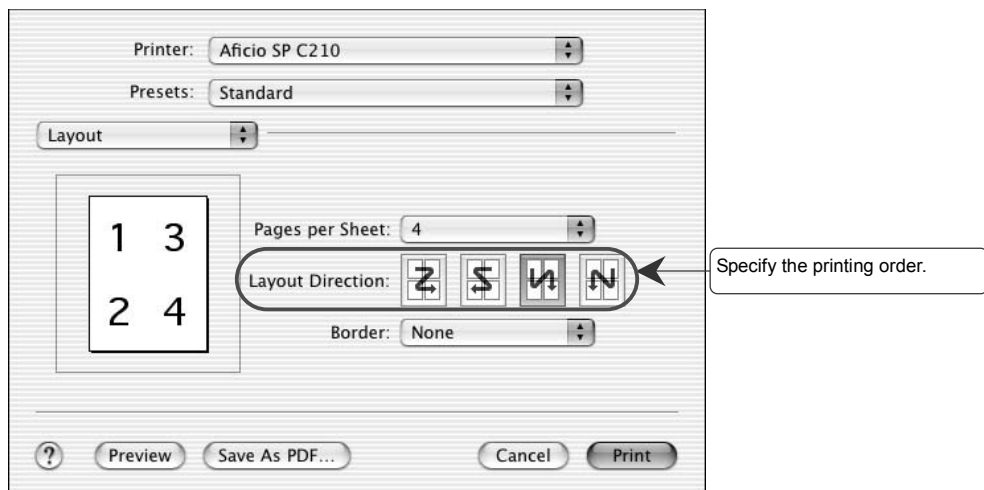 Printer: Aficio SP C210
Presets: Standard
Layout
1 3
2 4
Pages per Sheet: 4
Layout Direction:
Border: None
Specify the printing order.
? Preview Save As PDF... Cancel Print